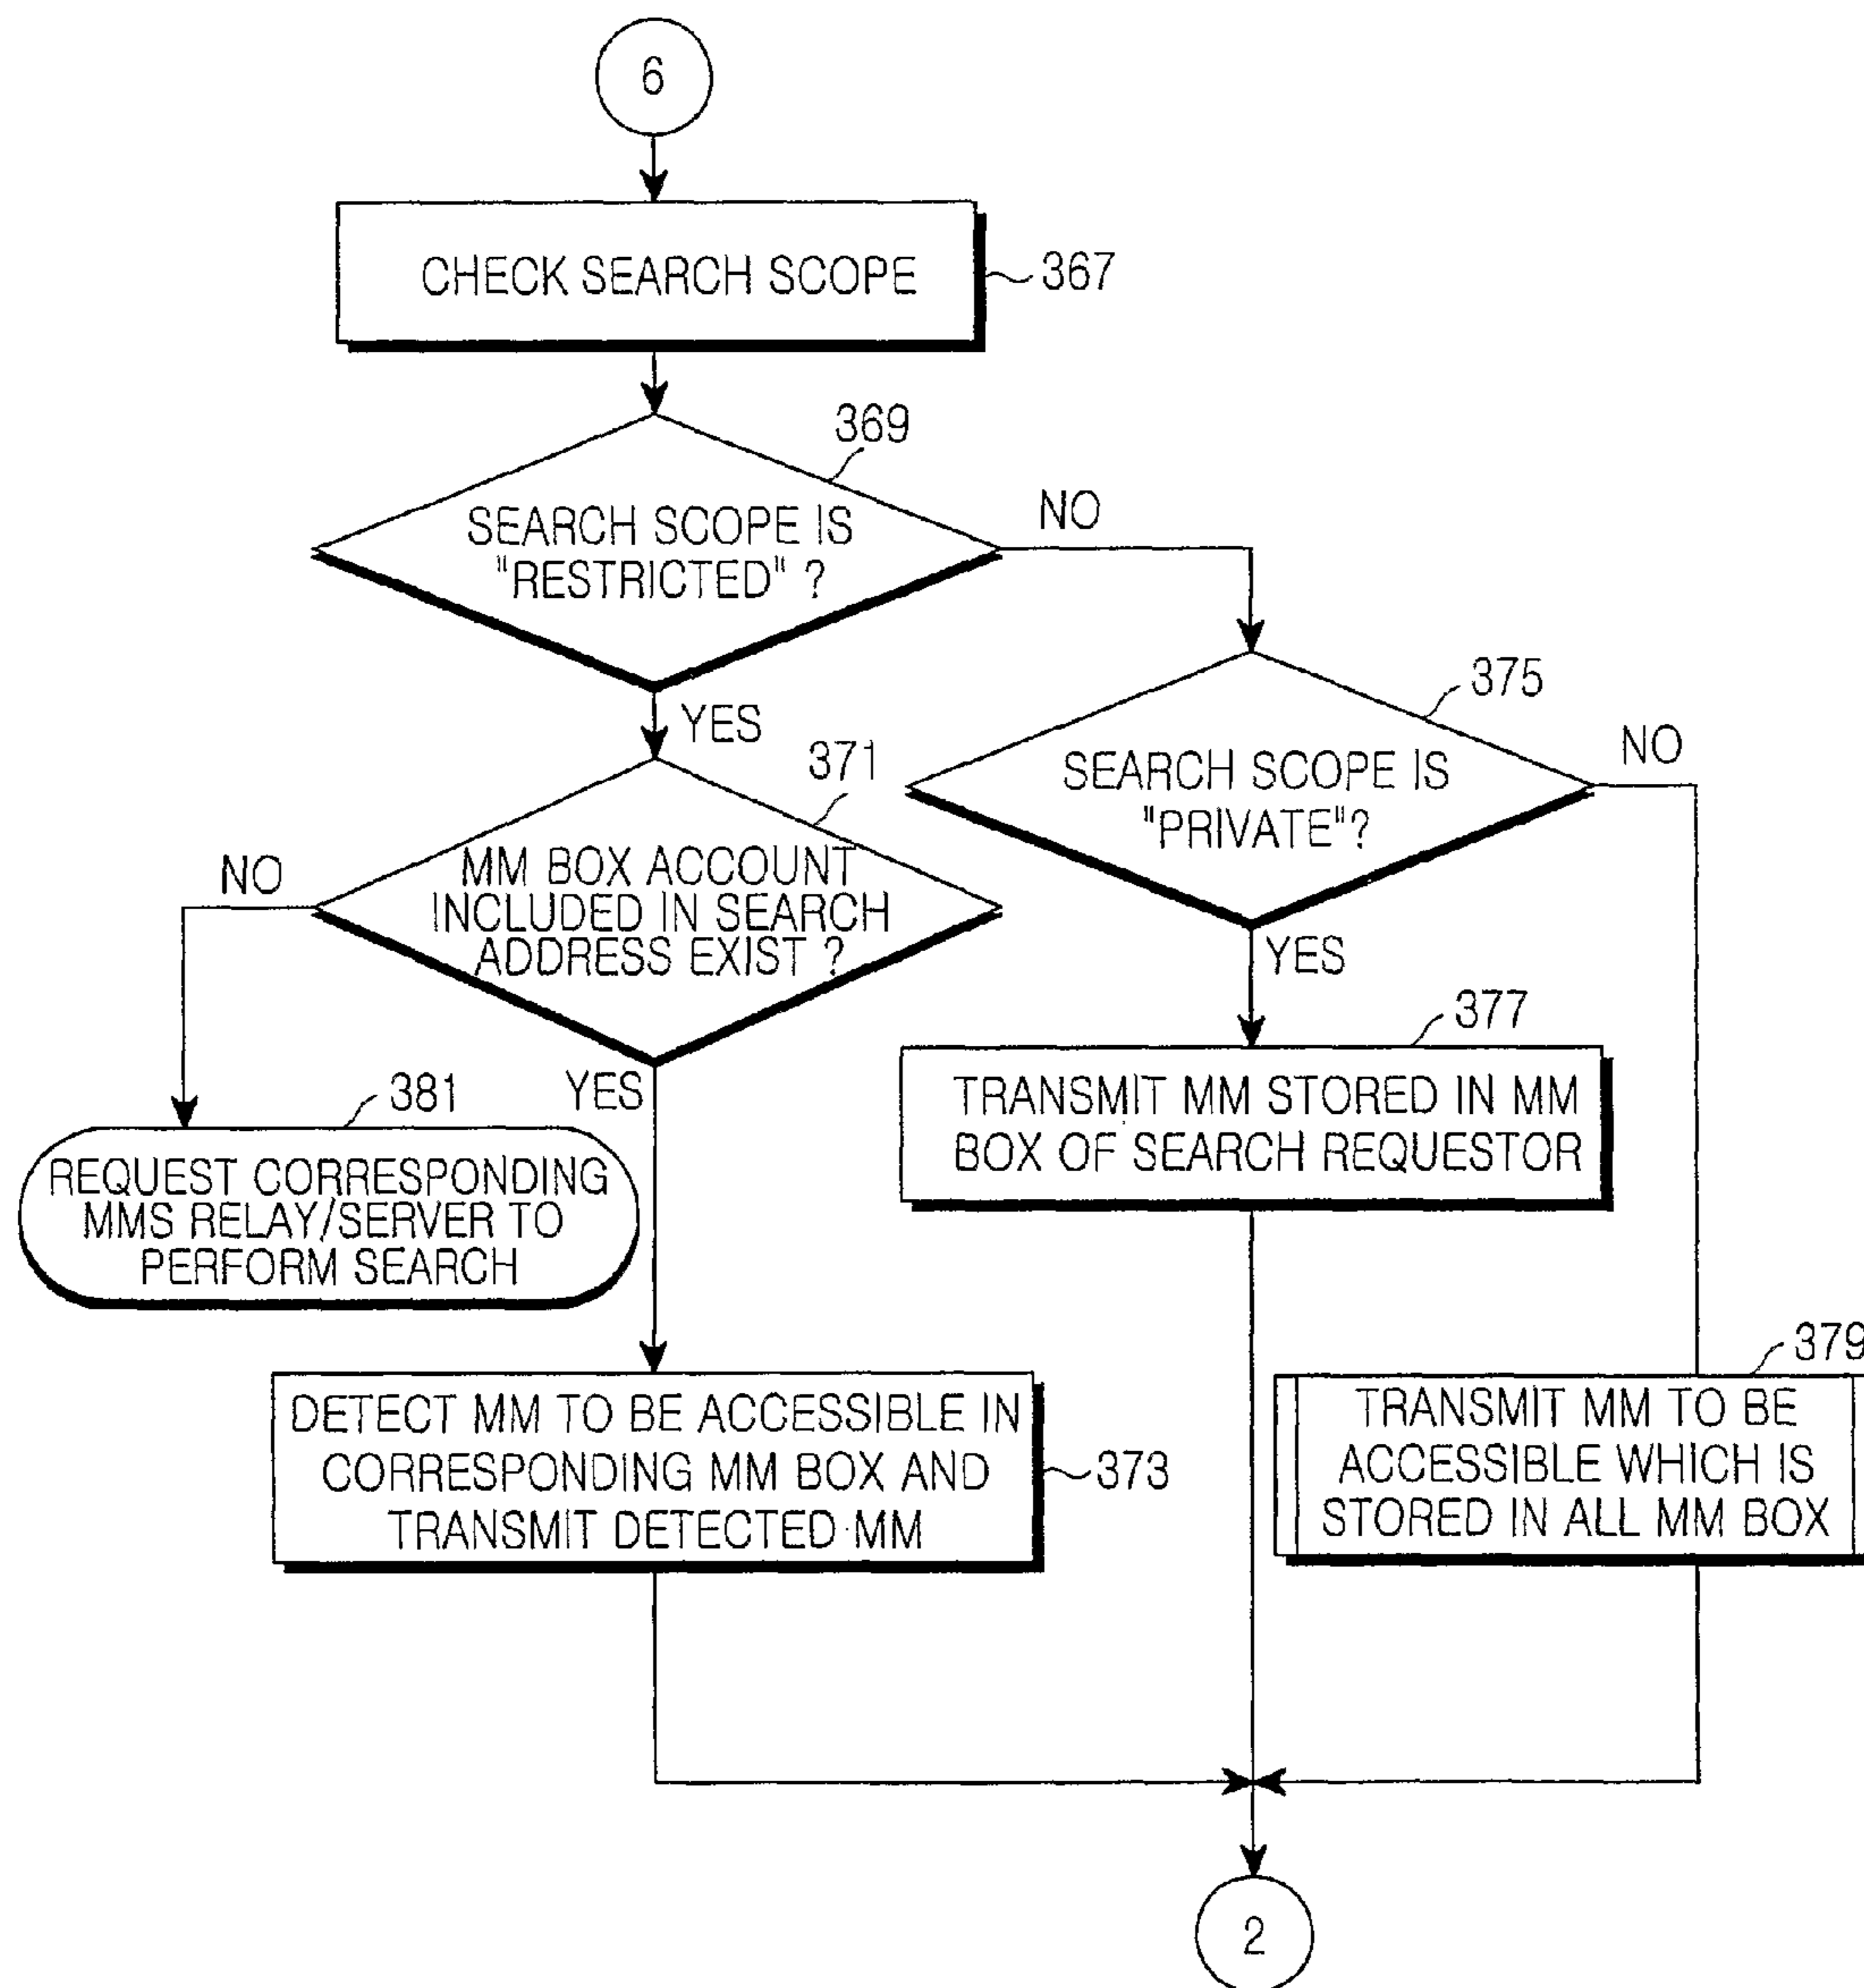 6
CHECK SEARCH SCOPE
367
369
SEARCH SCOPE IS
"RESTRICTED" ?
NO
YES
375
SEARCH SCOPE IS
"PRIVATE"?
NO
YES
371
MM BOX ACCOUNT
INCLUDED IN SEARCH
ADDRESS EXIST ?
NO
YES
377
TRANSMIT MM STORED IN MM
BOX OF SEARCH REQUESTOR
381
REQUEST CORRESPONDING
MMS RELAY/SERVER TO
PERFORM SEARCH
DETECT MM TO BE ACCESSIBLE IN
CORRESPONDING MM BOX AND
TRANSMIT DETECTED MM
373
379
TRANSMIT MM TO BE
ACCESSIBLE WHICH IS
STORED IN ALL MM BOX
2